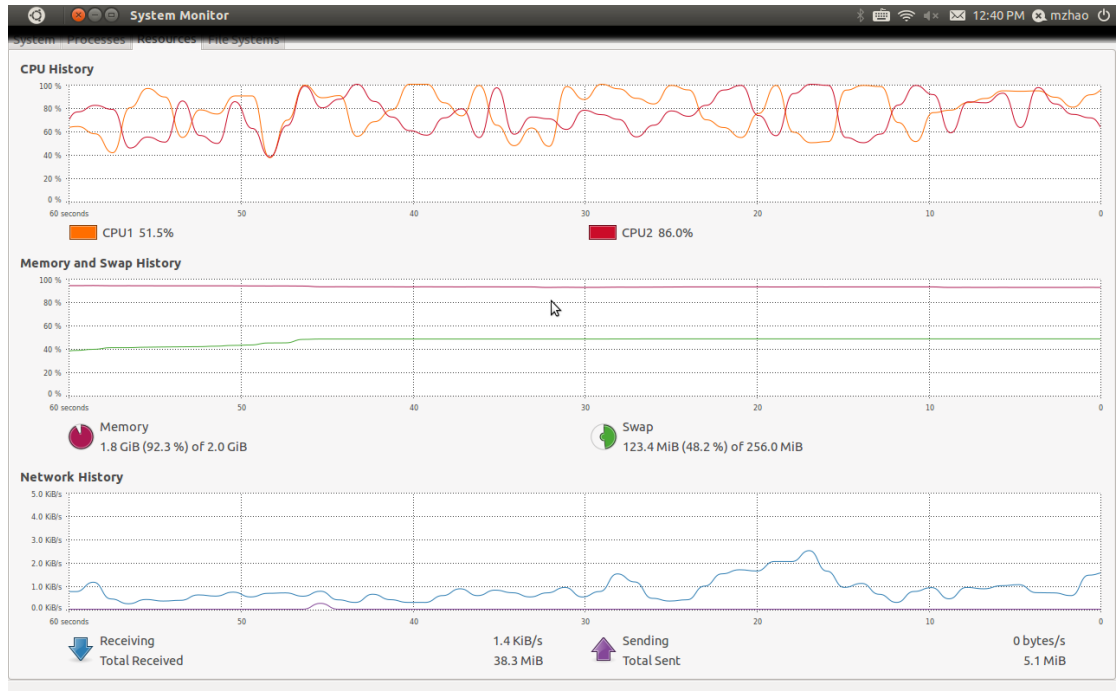 System Monitor 12:40 PM mzhao
System Processes Resources File Systems
CPU History
100 %
80 %
60 %
40 %
20 %
0 %
60 seconds 50 40 30 20 10 0
CPU1 51.5% CPU2 86.0%
Memory and Swap History
100 %
80 %
60 %
40 %
20 %
0 %
60 seconds 50 40 30 20 10 0
Memory Swap
1.8 GiB (92.3 %) of 2.0 GiB 123.4 MiB (48.2 %) of 256.0 MiB
Network History
5.0 KiB/s
4.0 KiB/s
3.0 KiB/s
2.0 KiB/s
1.0 KiB/s
0.0 KiB/s
60 seconds 50 40 30 20 10 0
Receiving 1.4 KiB/s Sending 0 bytes/s
Total Received 38.3 MiB Total Sent 5.1 MiB